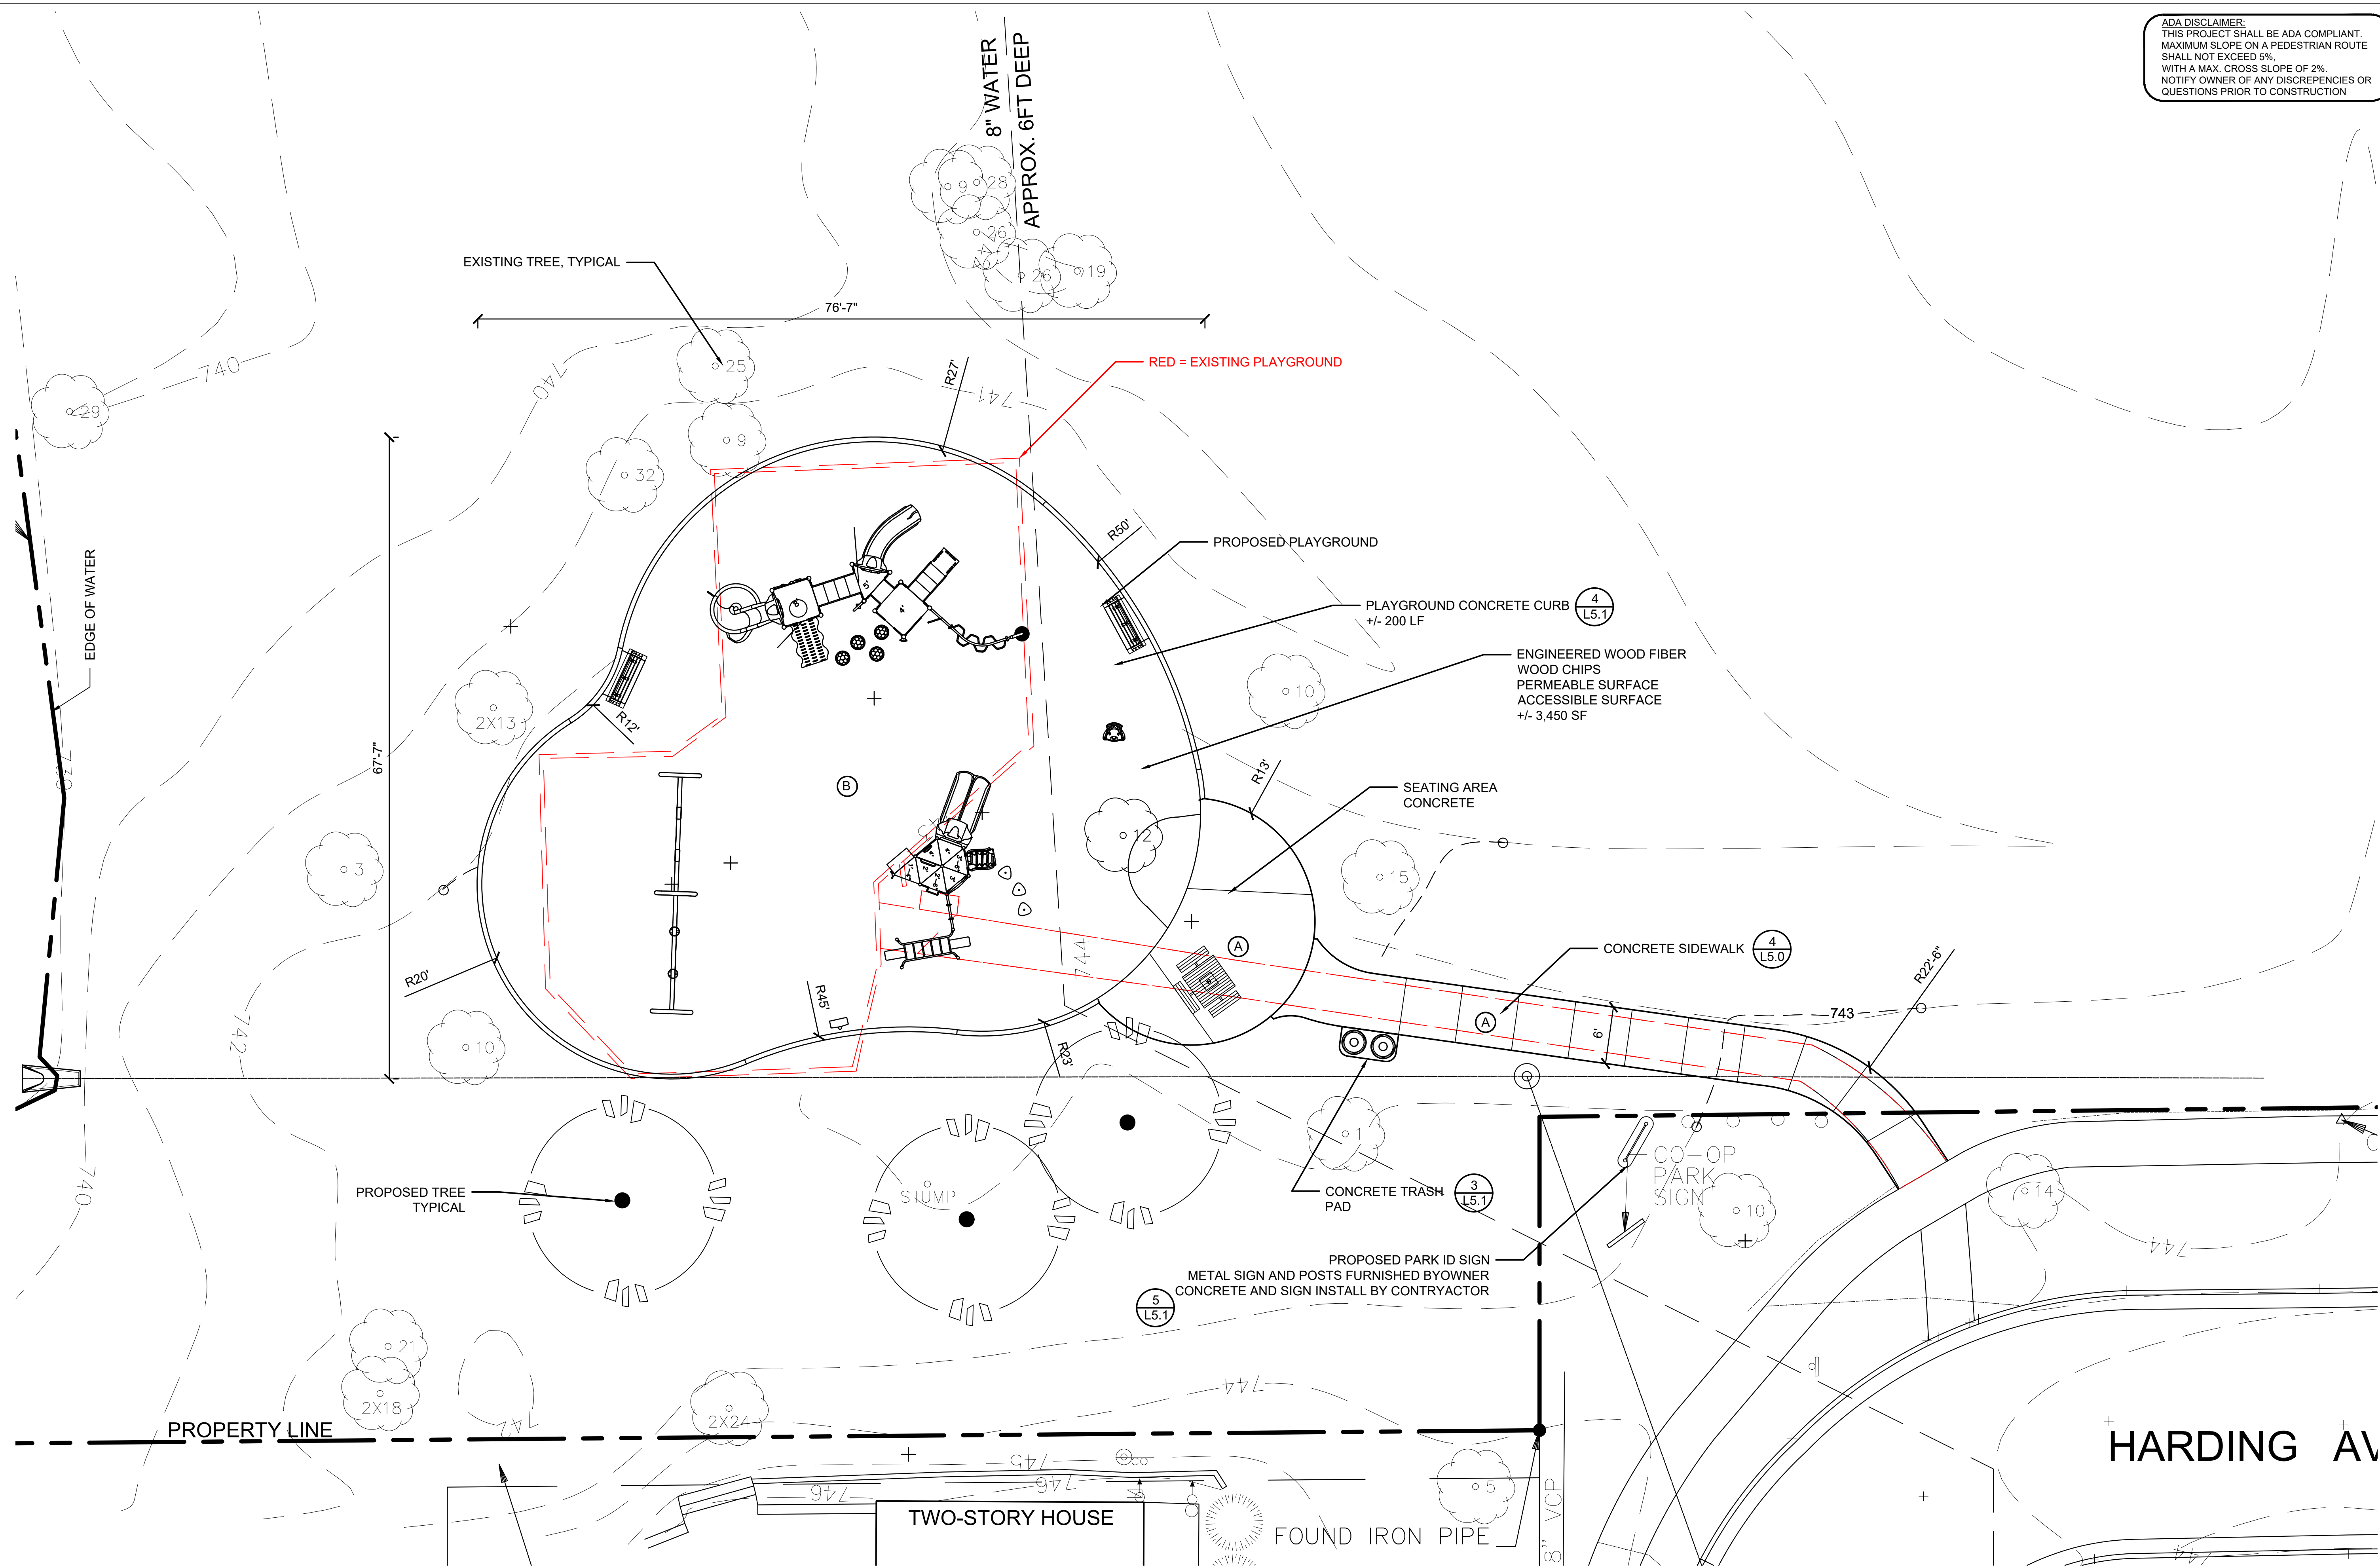 ADA DISCLAIMER:
THIS PROJECT SHALL BE ADA COMPLIANT.
MAXIMUM SLOPE ON A PEDESTRIAN ROUTE
SHALL NOT EXCEED 5%,
WITH A MAX. CROSS SLOPE OF 2%.
NOTIFY OWNER OF ANY DISCREPENCIES OR
QUESTIONS PRIOR TO CONSTRUCTION
8" WATER
APPROX. 6FT DEEP
9
28
26
26
19
EXISTING TREE, TYPICAL
76'-7"
25
RED = EXISTING PLAYGROUND
R27'
740
740
741
29
9
32
R50'
PROPOSED PLAYGROUND
EDGE OF WATER
PLAYGROUND CONCRETE CURB
+/- 200 LF
4
L5.1
ENGINEERED WOOD FIBER
WOOD CHIPS
PERMEABLE SURFACE
ACCESSIBLE SURFACE
+/- 3,450 SF
5'
4'
10
2X13
R12'
67'-7"
739
B
R13'
SEATING AREA
CONCRETE
12
3
15
A
CONCRETE SIDEWALK
4
L5.0
R22'-6"
744
R20'
R45'
R23'
742
10
A
6'
743
1
CO-OP
PARK
SIGN
10
14
740
PROPOSED TREE
TYPICAL
STUMP
CONCRETE TRASH
PAD
3
L5.1
744
PROPOSED PARK ID SIGN
METAL SIGN AND POSTS FURNISHED BYOWNER
CONCRETE AND SIGN INSTALL BY CONTRYACTOR
5
L5.1
21
2X18
2X24
744
742
PROPERTY LINE
HARDING AV
745
CO
746
746
5
TWO-STORY HOUSE
FOUND IRON PIPE
8" VCP
744